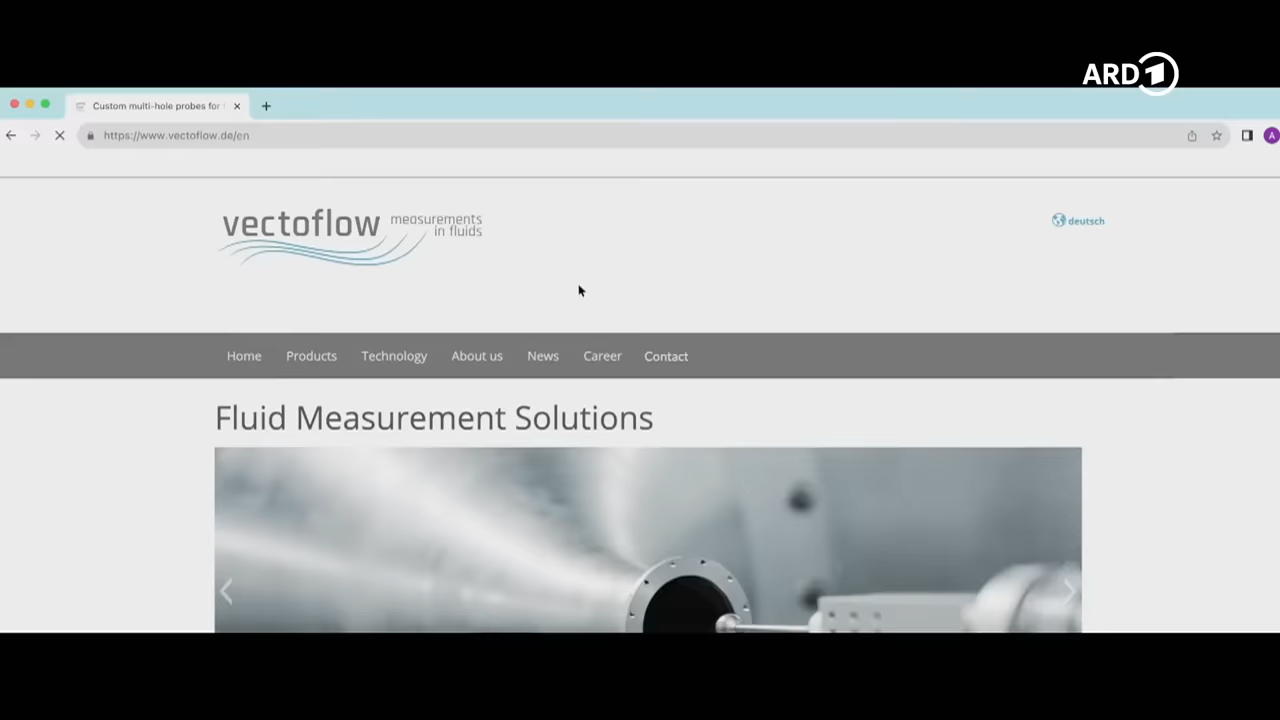 ARD 1
Custom multi-hole probes for
https://www.vectoflow.de/en
A
vectoflow measurements
in fluids
deutsch
Home Products Technology About us News Career Contact
Fluid Measurement Solutions